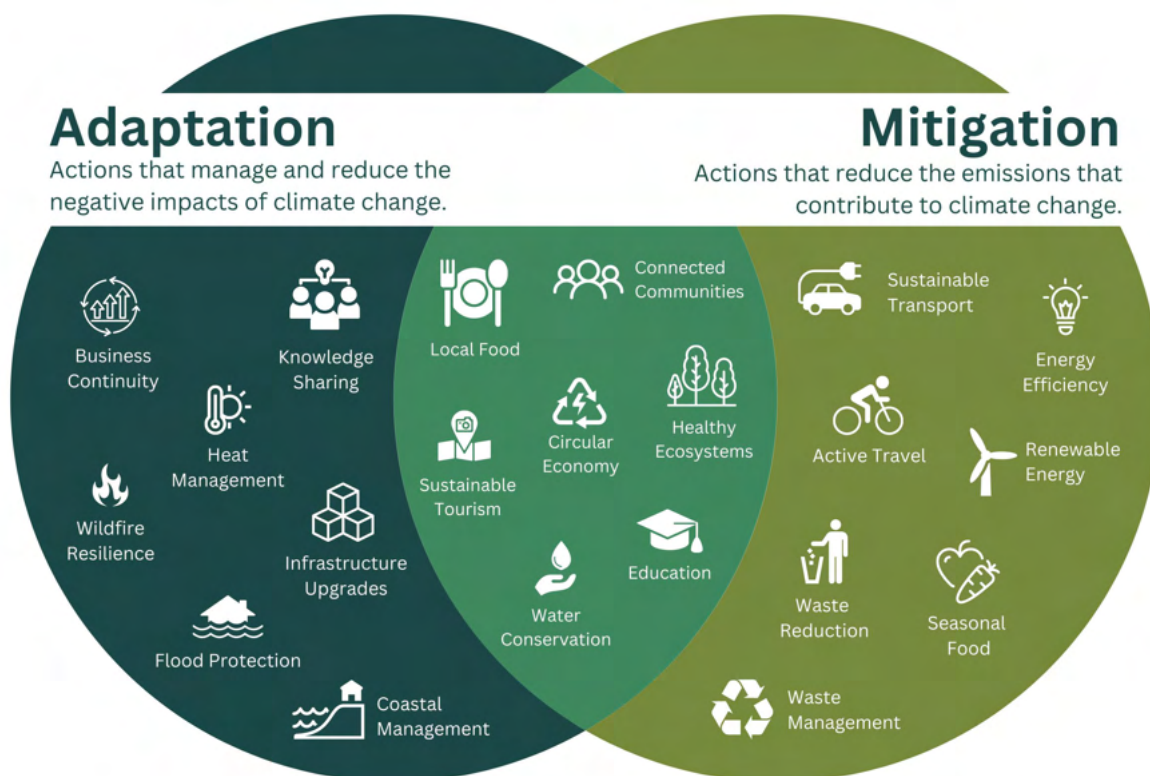 Adaptation
Actions that manage and reduce the
negative impacts of climate change.
Mitigation
Actions that reduce the emissions that
contribute to climate change.
Business
Continuity
Knowledge
Sharing
Heat
Management
Wildfire
Resilience
Infrastructure
Upgrades
Flood Protection
Coastal
Management
Local Food
Connected
Communities
Healthy
Ecosystems
Circular
Economy
Sustainable
Tourism
Education
Water
Conservation
Sustainable
Transport
Energy
Efficiency
Active Travel
Renewable
Energy
Waste
Reduction
Seasonal
Food
Waste
Management